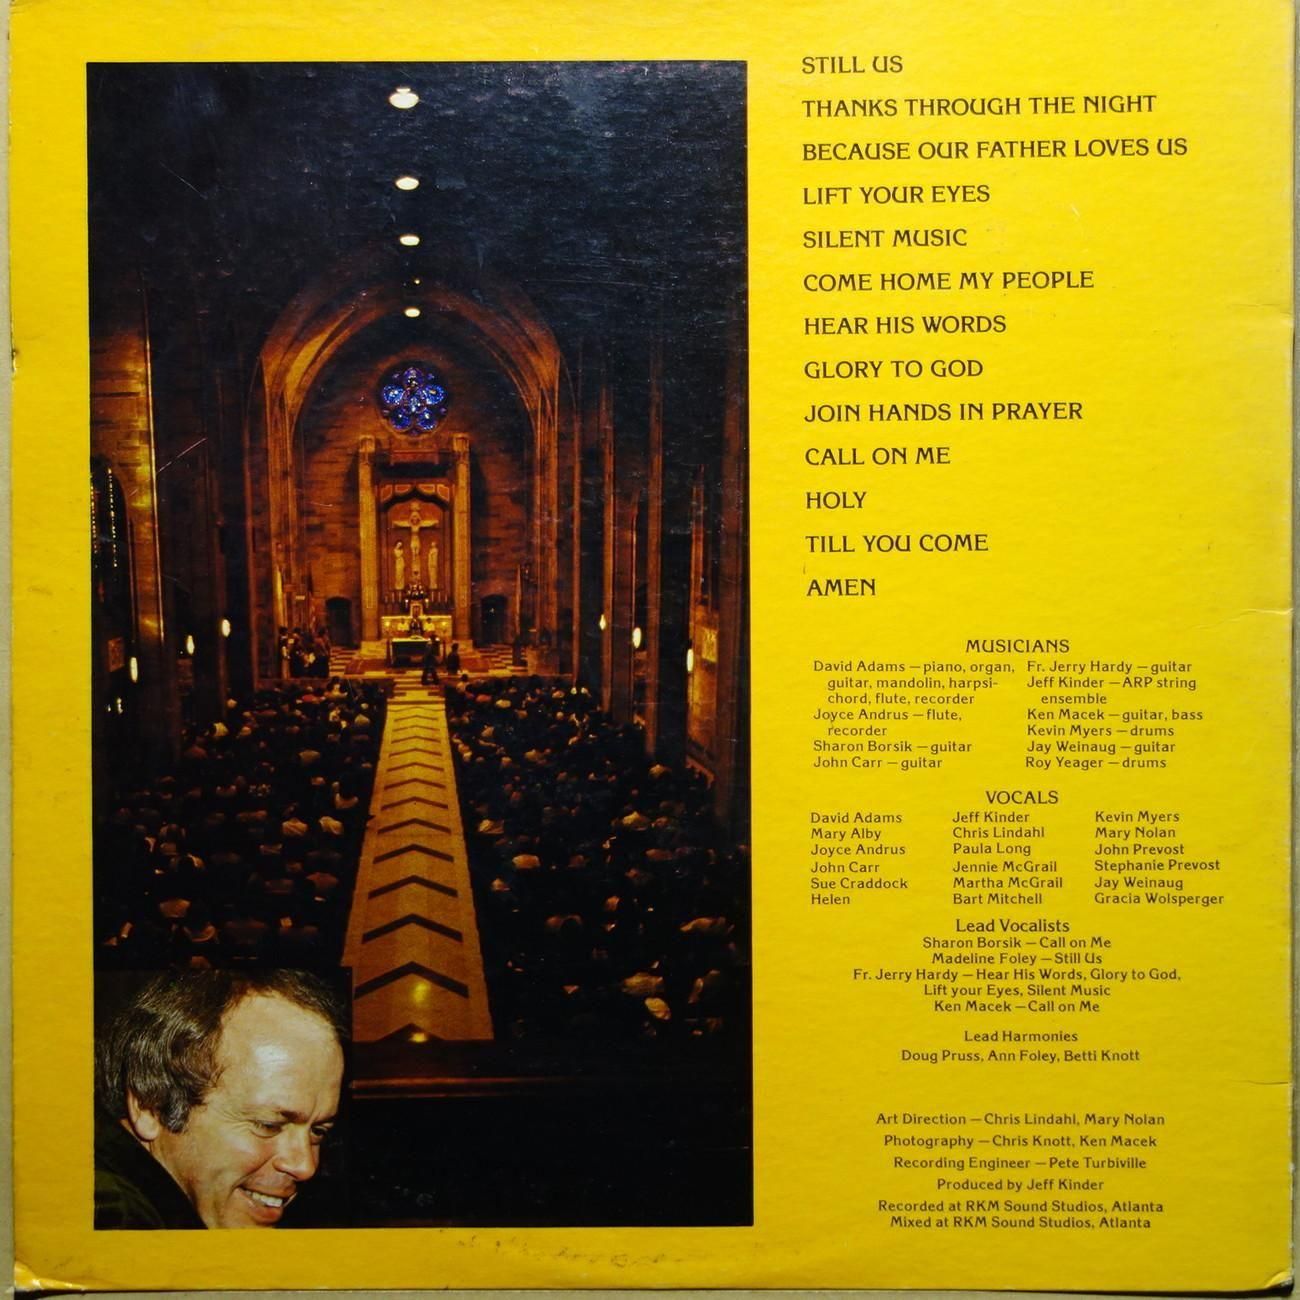 STILL US
THANKS THROUGH THE NIGHT
BECAUSE OUR FATHER LOVES US
LIFT YOUR EYES
SILENT MUSIC
COME HOME MY PEOPLE
HEAR HIS WORDS
GLORY TO GOD
JOIN HANDS IN PRAYER
CALL ON ME
HOLY
TILL YOU COME
AMEN
MUSICIANS
David Adams — piano, organ,
guitar, mandolin, harpsi-
chord, flute, recorder
Joyce Andrus — flute,
recorder
Sharon Borsik — guitar
John Carr — guitar
Fr. Jerry Hardy — guitar
Jeff Kinder — ARP string
ensemble
Ken Macek — guitar, bass
Kevin Myers — drums
Jay Weinaug — guitar
Roy Yeager — drums
VOCALS
David Adams
Mary Alby
Joyce Andrus
John Carr
Sue Craddock
Helen
Jeff Kinder
Chris Lindahl
Paula Long
Jennie McGrail
Martha McGrail
Bart Mitchell
Kevin Myers
Mary Nolan
John Prevost
Stephanie Prevost
Jay Weinaug
Gracia Wolsperger
Lead Vocalists
Sharon Borsik — Call on Me
Madeline Foley — Still Us
Fr. Jerry Hardy — Hear His Words, Glory to God,
Lift your Eyes, Silent Music
Ken Macek — Call on Me
Lead Harmonies
Doug Pruss, Ann Foley, Betti Knott
Art Direction — Chris Lindahl, Mary Nolan
Photography — Chris Knott, Ken Macek
Recording Engineer — Pete Turbiville
Produced by Jeff Kinder
Recorded at RKM Sound Studios, Atlanta
Mixed at RKM Sound Studios, Atlanta